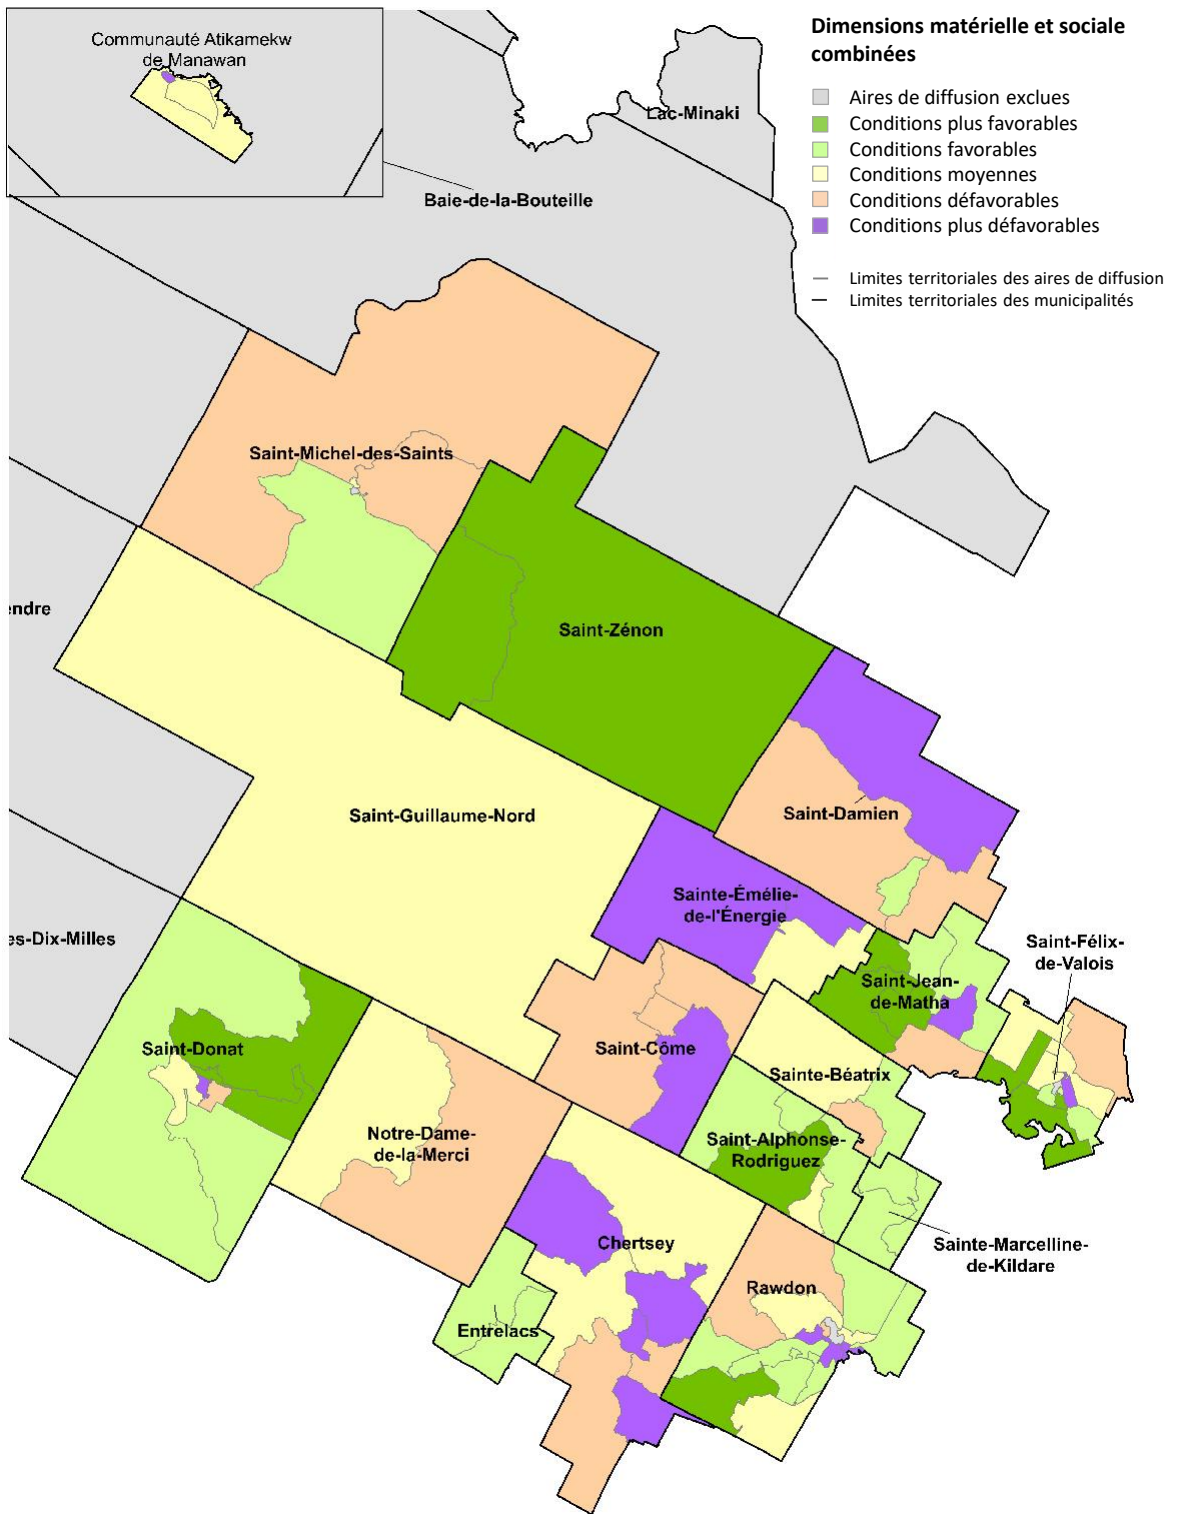 Communauté Atikamekw
de Manawan
Dimensions matérielle et sociale
combinées
Aires de diffusion exclues
Conditions plus favorables
Conditions favorables
Conditions moyennes
Conditions défavorables
Conditions plus défavorables
Limites territoriales des aires de diffusion
Limites territoriales des municipalités
Lac-Minaki
Baie-de-la-Bouteille
Saint-Michel-des-Saints
endre
Saint-Zénon
Saint-Guillaume-Nord
Saint-Damien
Sainte-Émélie-
de-l'Énergie
es-Dix-Milles
Saint-Félix-
de-Valois
Saint-Jean-
de-Matha
Saint-Donat
Saint-Côme
Sainte-Béatrix
Notre-Dame-
de-la-Merci
Saint-Alphonse-
Rodriguez
Chertsey
Sainte-Marcelline-
de-Kildare
Rawdon
Entrelacs